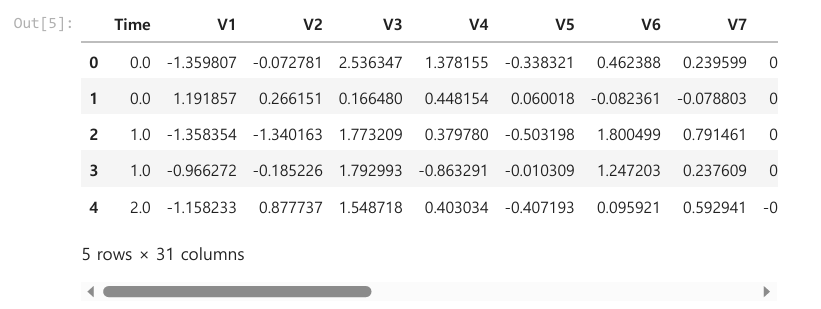 Out[5]:
Time V1 V2 V3 V4 V5 V6 V7
0 0.0 -1.359807 -0.072781 2.536347 1.378155 -0.338321 0.462388 0.239599 0
1 0.0 1.191857 0.266151 0.166480 0.448154 0.060018 -0.082361 -0.078803 0
2 1.0 -1.358354 -1.340163 1.773209 0.379780 -0.503198 1.800499 0.791461 0
3 1.0 -0.966272 -0.185226 1.792993 -0.863291 -0.010309 1.247203 0.237609 0
4 2.0 -1.158233 0.877737 1.548718 0.403034 -0.407193 0.095921 0.592941 -0
5 rows × 31 columns